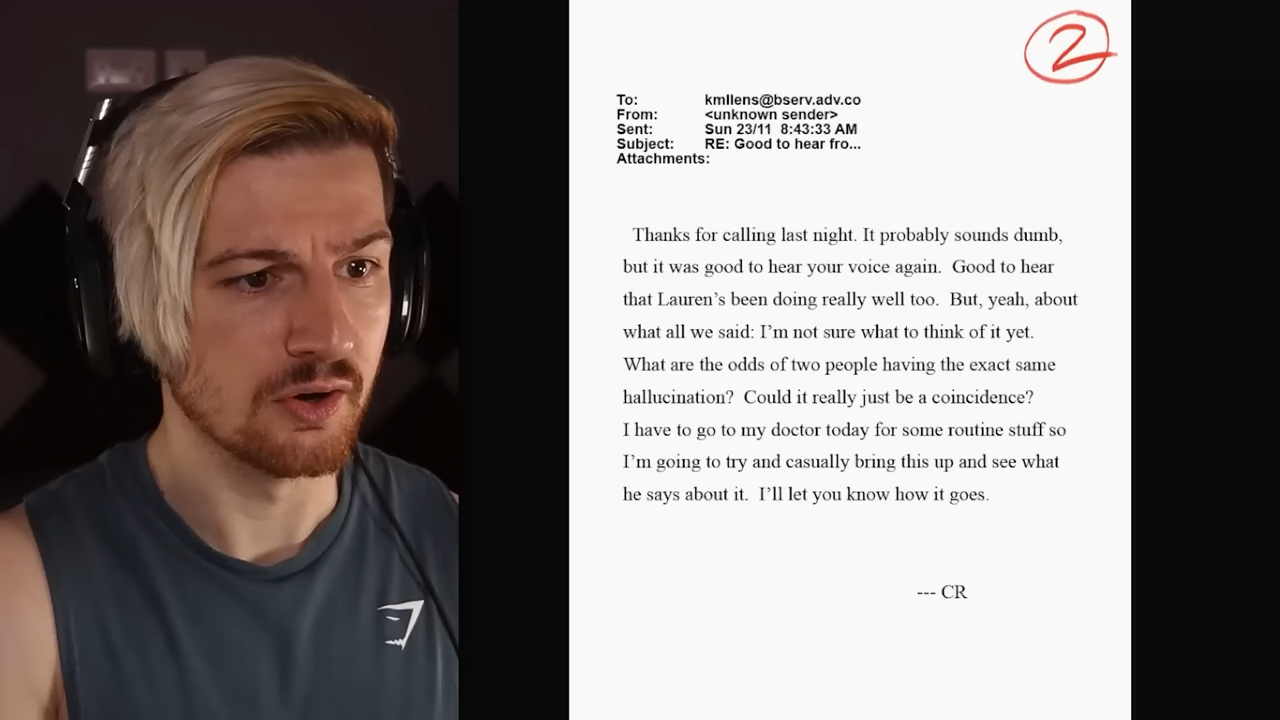 2
To: kmllens@bserv.adv.co
From: <unknown sender>
Sent: Sun 23/11 8:43:33 AM
Subject: RE: Good to hear fro...
Attachments:
Thanks for calling last night. It probably sounds dumb,
but it was good to hear your voice again. Good to hear
that Lauren’s been doing really well too. But, yeah, about
what all we said: I’m not sure what to think of it yet.
What are the odds of two people having the exact same
hallucination? Could it really just be a coincidence?
I have to go to my doctor today for some routine stuff so
I’m going to try and casually bring this up and see what
he says about it. I’ll let you know how it goes.
--- CR